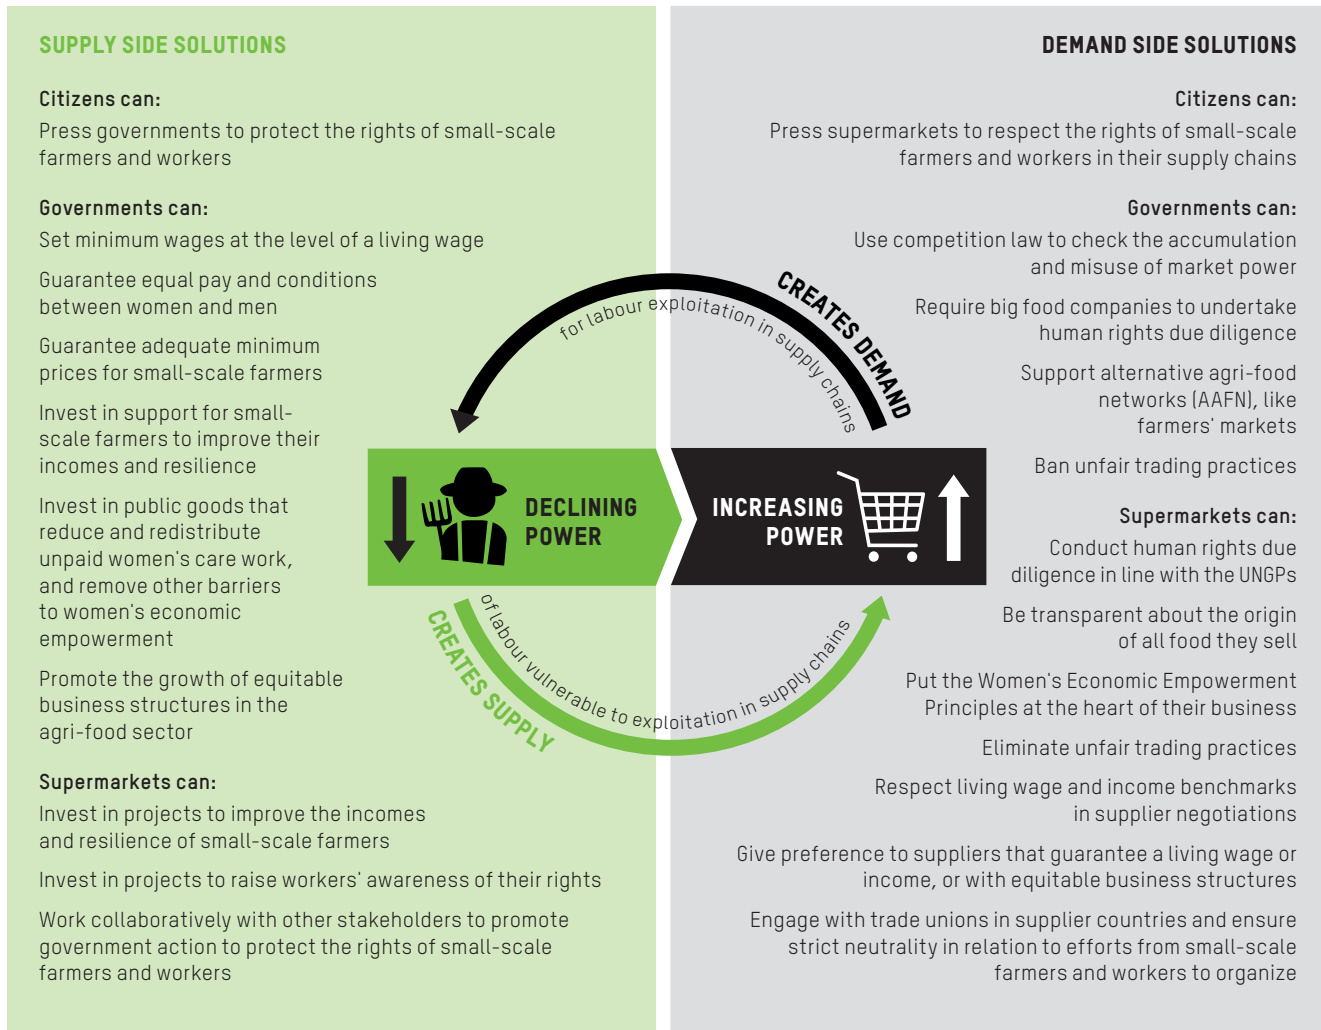 SUPPLY SIDE SOLUTIONS
Citizens can:
Press governments to protect the rights of small-scale
farmers and workers
Governments can:
Set minimum wages at the level of a living wage
Guarantee equal pay and conditions
between women and men
Guarantee adequate minimum
prices for small-scale farmers
Invest in support for small-
scale farmers to improve their
incomes and resilience
Invest in public goods that
reduce and redistribute
unpaid women's care work,
and remove other barriers
to women's economic
empowerment
Promote the growth of equitable
business structures in the
agri-food sector
Supermarkets can:
Invest in projects to improve the incomes
and resilience of small-scale farmers
Invest in projects to raise workers' awareness of their rights
Work collaboratively with other stakeholders to promote
government action to protect the rights of small-scale
farmers and workers
CREATES DEMAND
for labour exploitation in supply chains
DECLINING
POWER
INCREASING
POWER
CREATES SUPPLY
of labour vulnerable to exploitation in supply chains
DEMAND SIDE SOLUTIONS
Citizens can:
Press supermarkets to respect the rights of small-scale
farmers and workers in their supply chains
Governments can:
Use competition law to check the accumulation
and misuse of market power
Require big food companies to undertake
human rights due diligence
Support alternative agri-food
networks (AAFN), like
farmers' markets
Ban unfair trading practices
Supermarkets can:
Conduct human rights due
diligence in line with the UNGPs
Be transparent about the origin
of all food they sell
Put the Women's Economic Empowerment
Principles at the heart of their business
Eliminate unfair trading practices
Respect living wage and income benchmarks
in supplier negotiations
Give preference to suppliers that guarantee a living wage or
income, or with equitable business structures
Engage with trade unions in supplier countries and ensure
strict neutrality in relation to efforts from small-scale
farmers and workers to organize